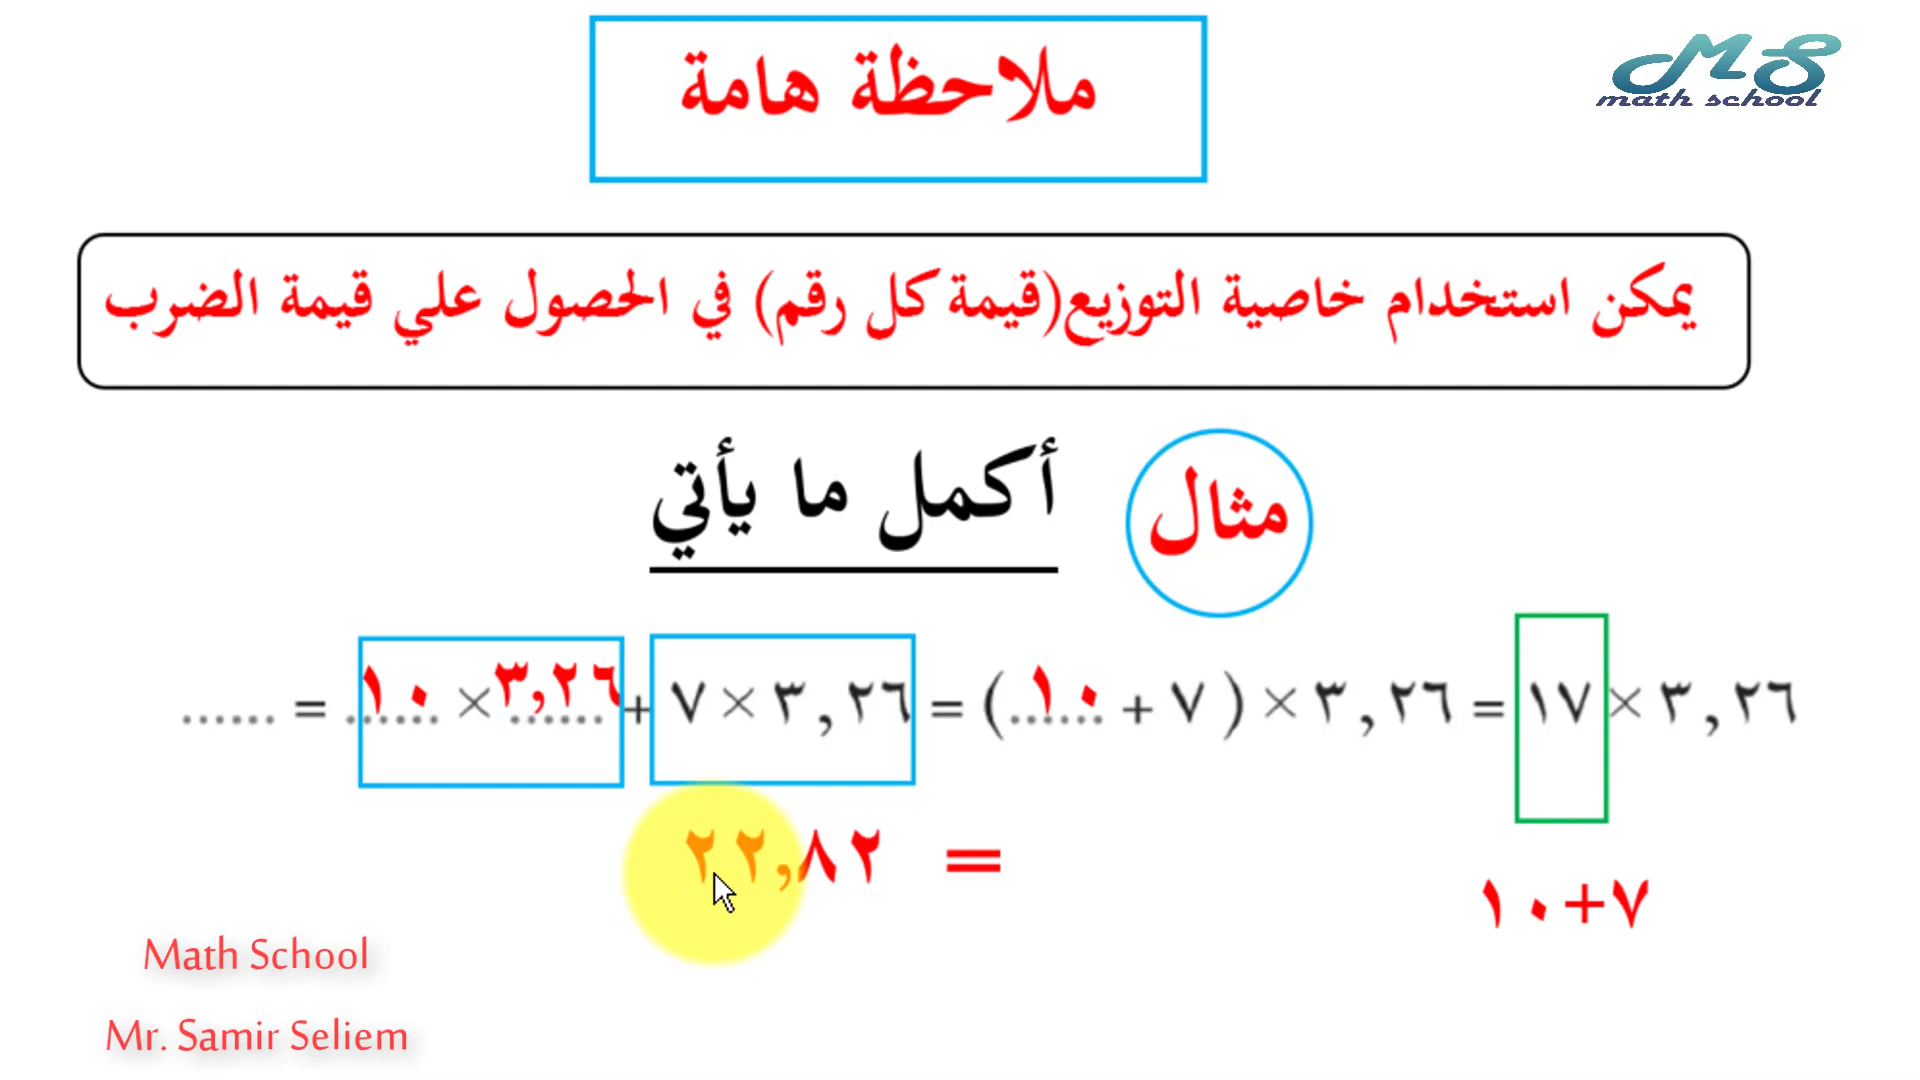 ملاحظة هامة
MS
math school
يمكن استخدام خاصية التوزيع(قيمة كل رقم) في الحصول علي قيمة الضرب
مثال
أكمل ما يأتي
٣,٢٦ × ١٧ = ٣,٢٦ × ( ٧ + ١٠......) = ٣,٢٦ × ٧ + ٣,٢٦...... × ١٠...... = ......
= ٢٢,٨٢
٧+١٠
Math School
Mr. Samir Seliem